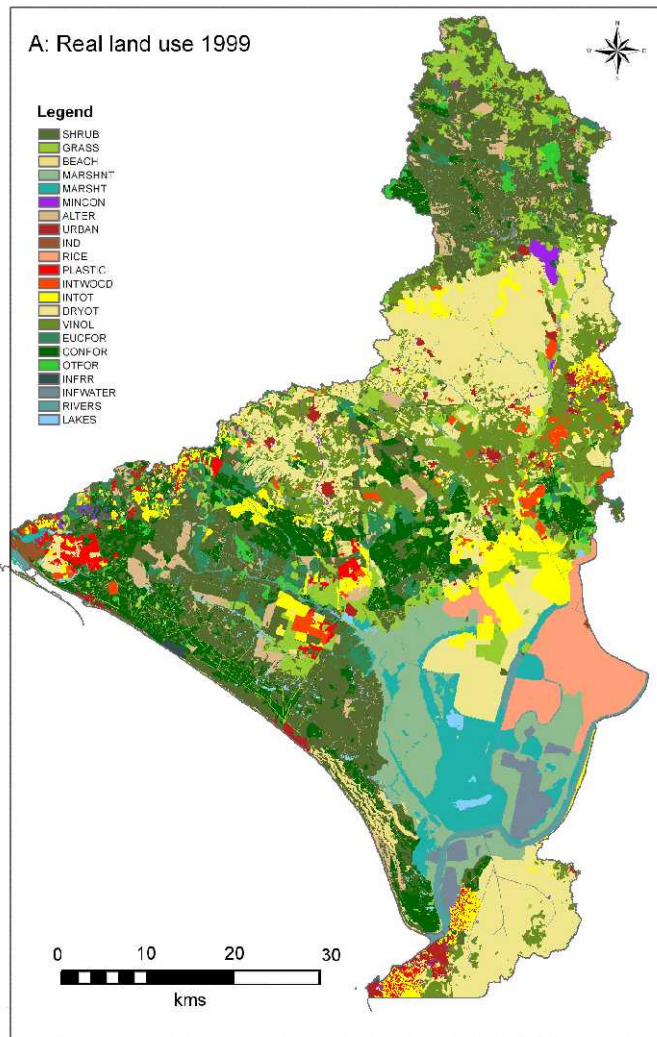 A: Real land use 1999
N
W
E
S
Legend
SHRUB
GRASS
BEACH
MARSHNT
MARSHT
MINCON
ALTER
URBAN
IND
RICE
PLASTIC
INTWOCD
INTOT
DRYOT
VINOL
EUCFOR
CONFOR
OTFOR
INFRR
INFWATER
RIVERS
LAKES
0 10 20 30
kms